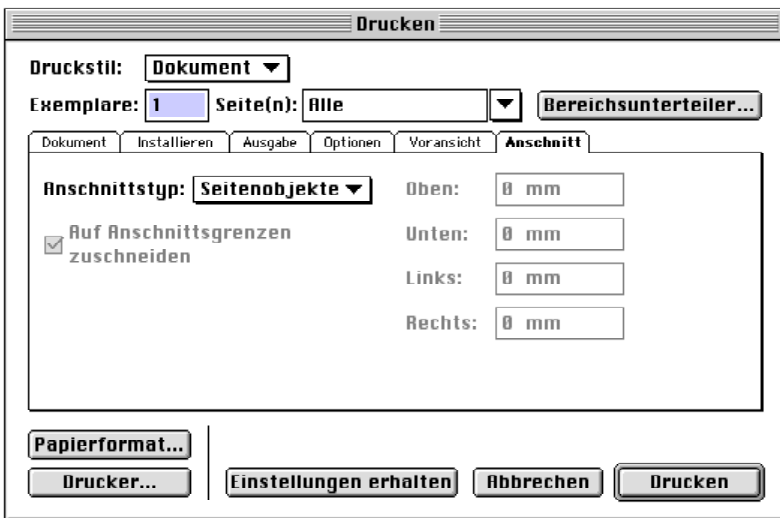 Drucken
Druckstil: Dokument
Exemplare: 1 Seite(n): Alle Bereichsunterteiler...
Dokument Installieren Ausgabe Optionen Voransicht Anschnitt
Anschnittstyp: Seitenobjekte Oben: 0 mm
Auf Anschnittsgrenzen Unten: 0 mm
zuschneiden
Links: 0 mm
Rechts: 0 mm
Papierformat...
Drucker... Einstellungen erhalten Abbrechen Drucken